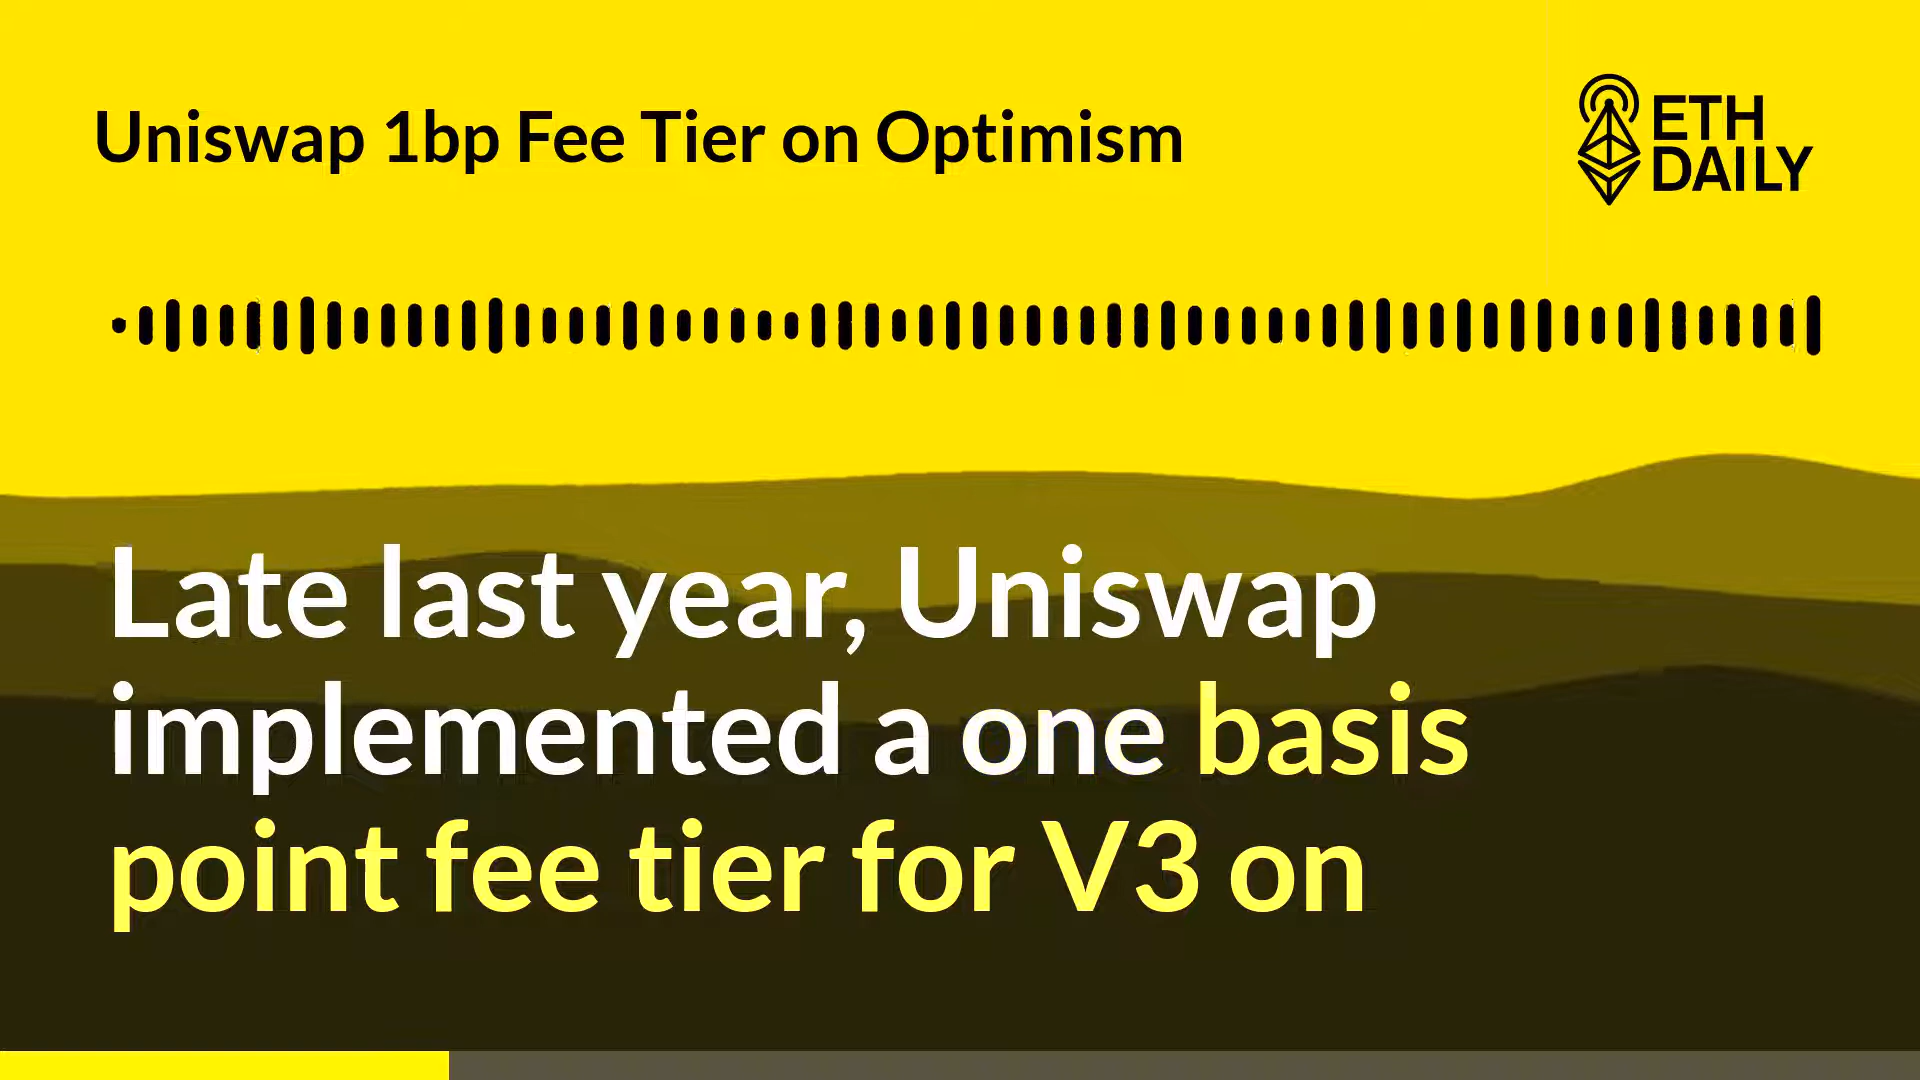 Uniswap 1bp Fee Tier on Optimism
ETH
DAILY
Late last year, Uniswap
implemented a one basis
point fee tier for V3 on